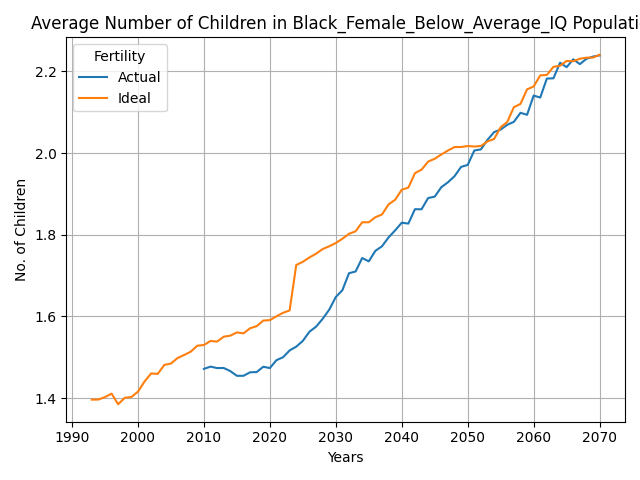 Average Number of Children in Black_Female_Below_Average_IQ Populati
Fertility
Actual
Ideal
No. of Children
2.2
2.0
1.8
1.6
1.4
1990 2000 2010 2020 2030 2040 2050 2060 2070
Years